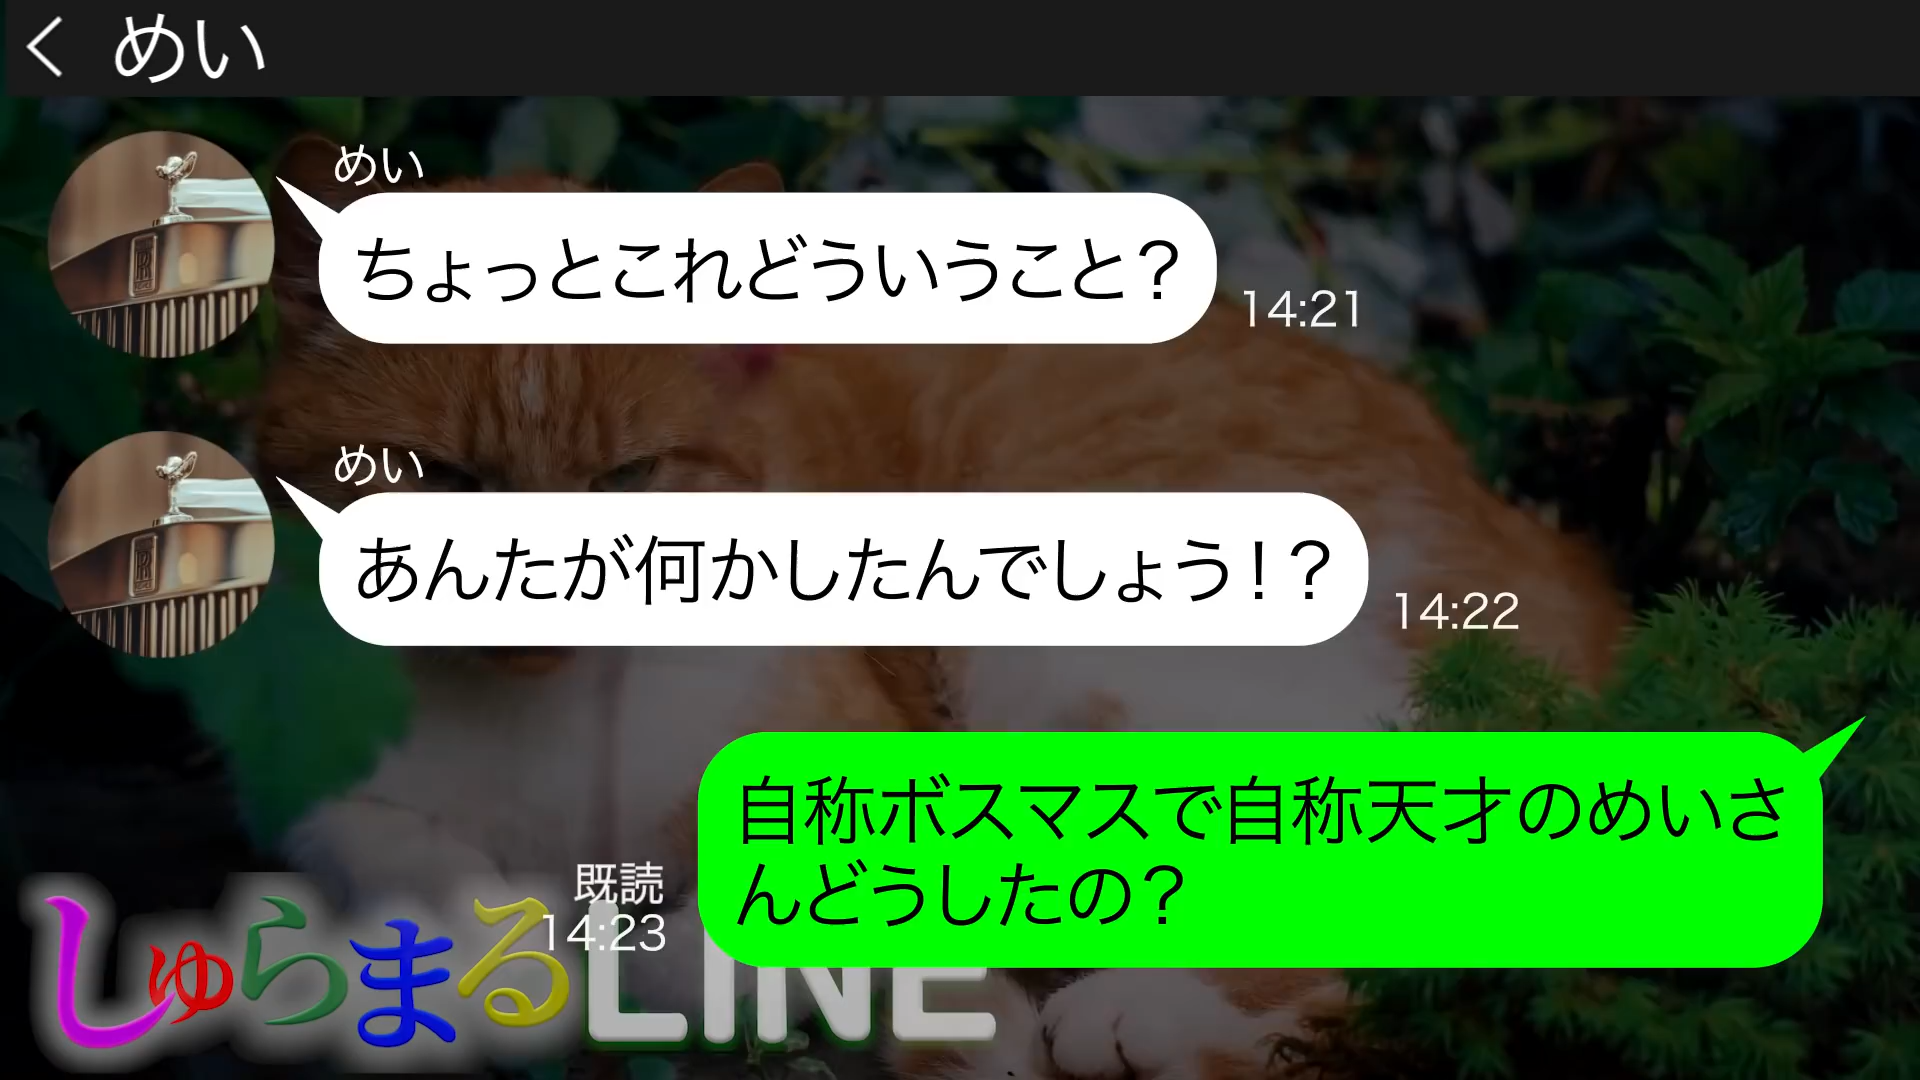 めい
めい
ちょっとこれどういうこと？
14:21
めい
あんたが何かしたんでしょう！？
14:22
自称ボスマスで自称天才のめいさ
んどうしたの？
既読
14:23
しゅらまるLINE